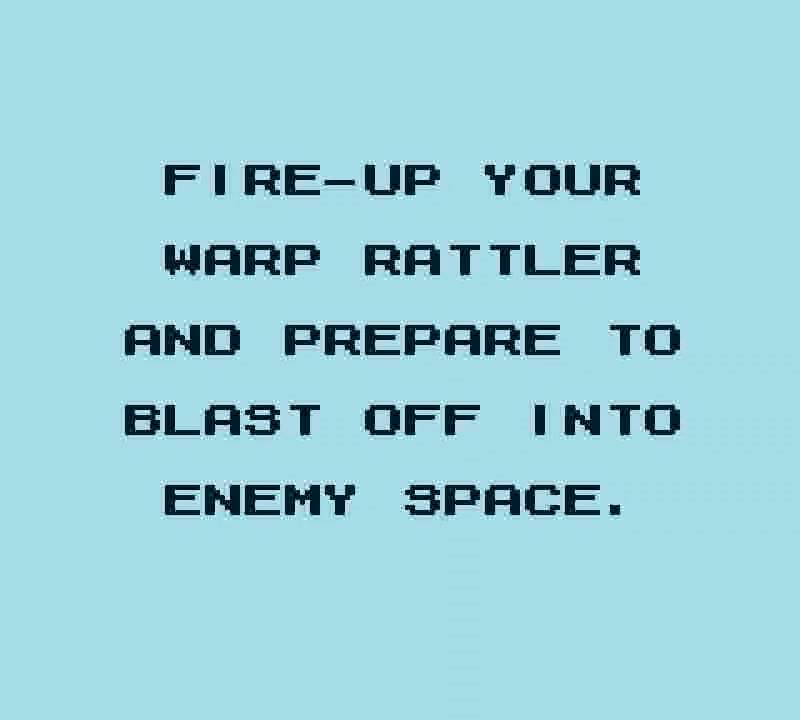 FIRE-UP YOUR
WARP RATTLER
AND PREPARE TO
BLAST OFF INTO
ENEMY SPACE.